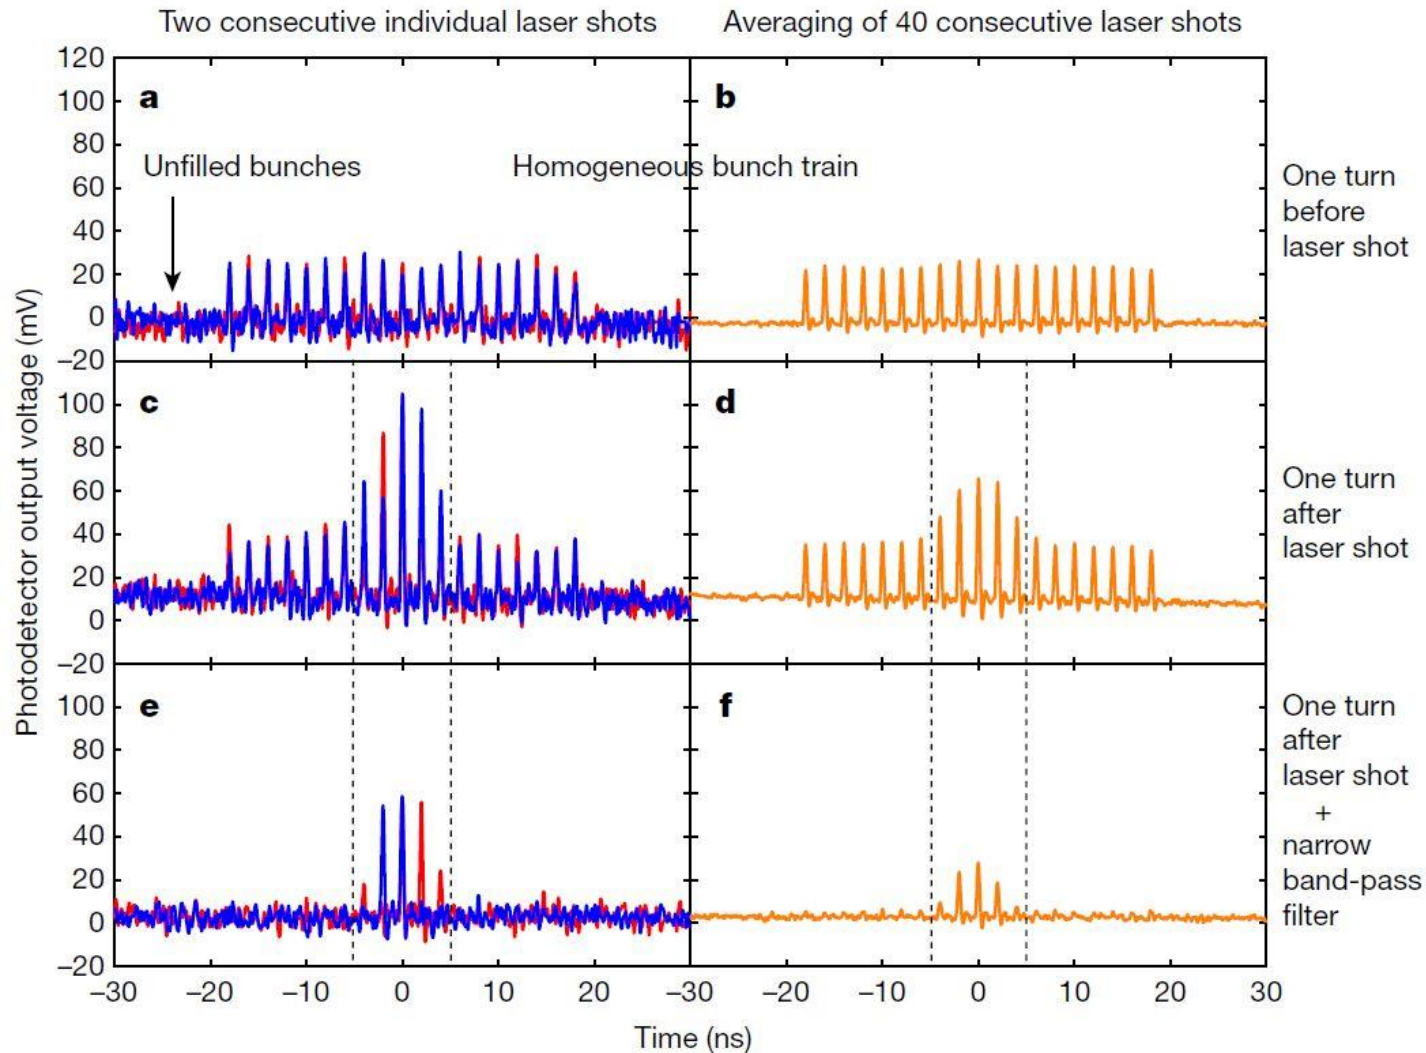 Two consecutive individual laser shots
Averaging of 40 consecutive laser shots
120
100
80
60
40
20
0
–20
a
Unfilled bunches
Homogeneous bunch train
b
One turn
before
laser shot
100
80
60
40
20
0
–20
c
d
One turn
after
laser shot
100
80
60
40
20
0
–20
e
f
One turn
after
laser shot
+
narrow
band-pass
filter
Photodetector output voltage (mV)
–30 –20 –10 0 10 20 –30 –20 –10 0 10 20 30
Time (ns)